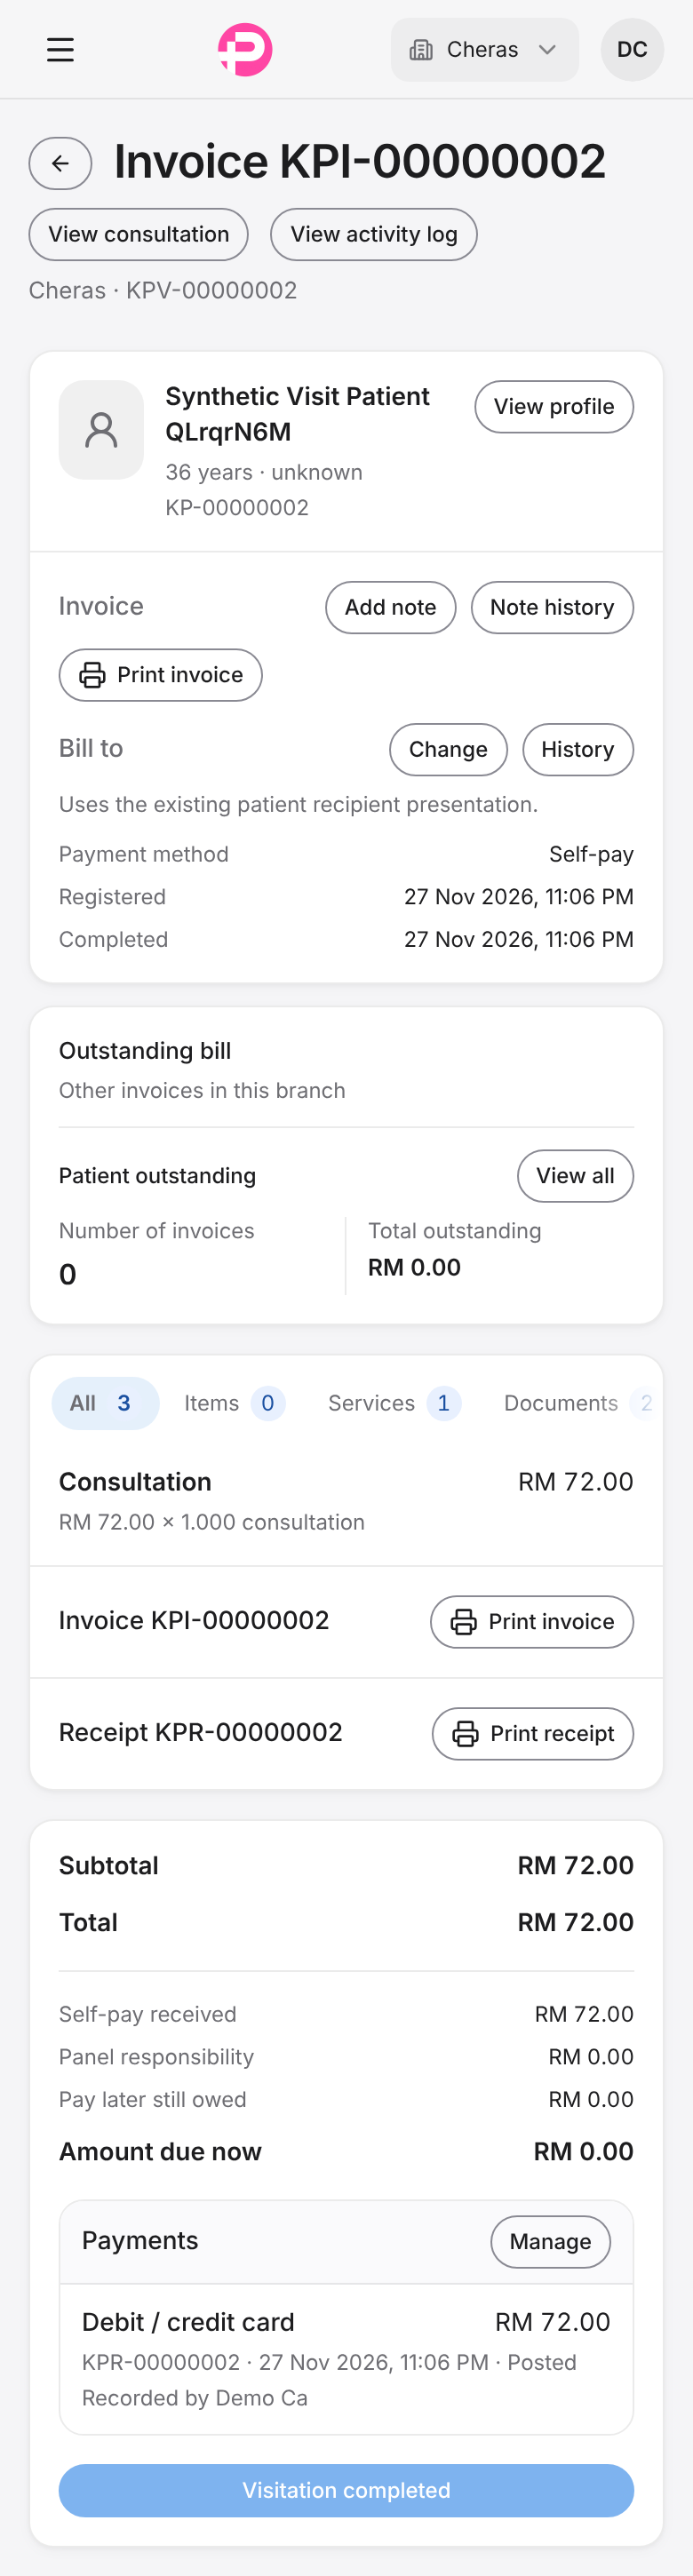 Cheras
DC
Invoice KPI-00000002
View consultation
View activity log
Cheras · KPV-00000002
Synthetic Visit Patient
QLrqrN6M
View profile
36 years · unknown
KP-00000002
Invoice
Add note
Note history
Print invoice
Bill to
Change
History
Uses the existing patient recipient presentation.
Payment method
Self-pay
Registered
27 Nov 2026, 11:06 PM
Completed
27 Nov 2026, 11:06 PM
Outstanding bill
Other invoices in this branch
Patient outstanding
View all
Number of invoices
0
Total outstanding
RM 0.00
All 3
Items 0
Services 1
Documents 2
Consultation
RM 72.00
RM 72.00 × 1.000 consultation
Invoice KPI-00000002
Print invoice
Receipt KPR-00000002
Print receipt
Subtotal
RM 72.00
Total
RM 72.00
Self-pay received
RM 72.00
Panel responsibility
RM 0.00
Pay later still owed
RM 0.00
Amount due now
RM 0.00
Payments
Manage
Debit / credit card
RM 72.00
KPR-00000002 · 27 Nov 2026, 11:06 PM · Posted
Recorded by Demo Ca
Visitation completed